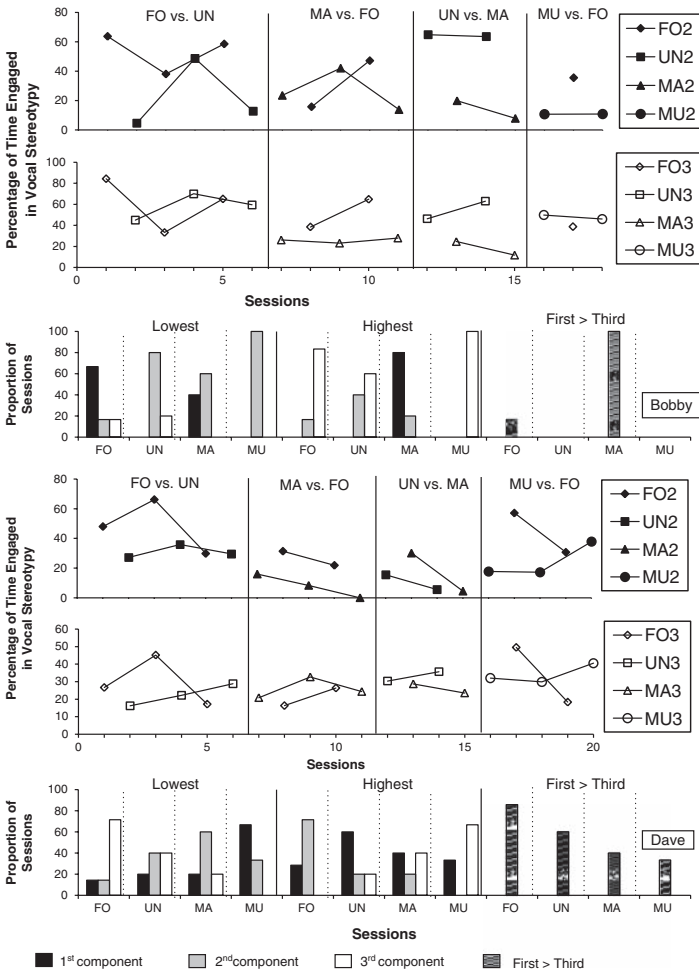 FO vs. UN MA vs. FO UN vs. MA MU vs. FO
Percentage of Time Engaged
in Vocal Stereotypy
80
60
40
20
0
FO2
UN2
MA2
MU2
100
80
60
40
20
0
FO3
UN3
MA3
MU3
0 5 10 15
Sessions
Lowest Highest First > Third
Proportion of
Sessions
100
80
60
40
20
0
Bobby
FO UN MA MU FO UN MA MU FO UN MA MU
FO vs. UN MA vs. FO UN vs. MA MU vs. FO
Percentage of Time Engaged
in Vocal Stereotypy
80
60
40
20
0
FO2
UN2
MA2
MU2
60
50
40
30
20
10
0
FO3
UN3
MA3
MU3
0 5 10 15 20
Sessions
Lowest Highest First > Third
Proportion of
Sessions
100
80
60
40
20
0
Dave
FO UN MA MU FO UN MA MU FO UN MA MU
Sessions
1st component 2nd component 3rd component First > Third